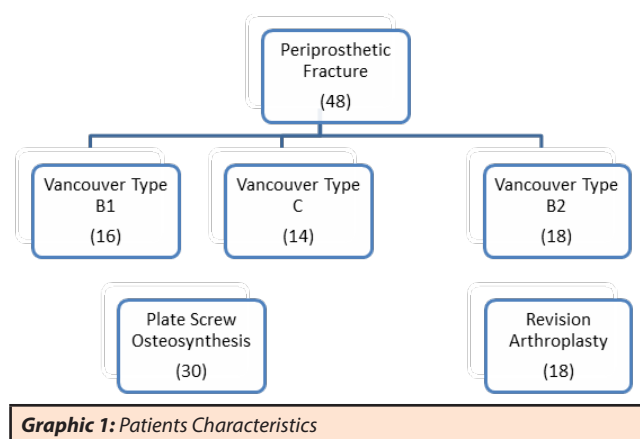 Periprosthetic
Fracture
(48)
Vancouver Type
B1
(16)
Vancouver Type
C
(14)
Vancouver Type
B2
(18)
Plate Screw
Osteosynthesis
(30)
Revision
Arthroplasty
(18)
Graphic 1: Patients Characteristics